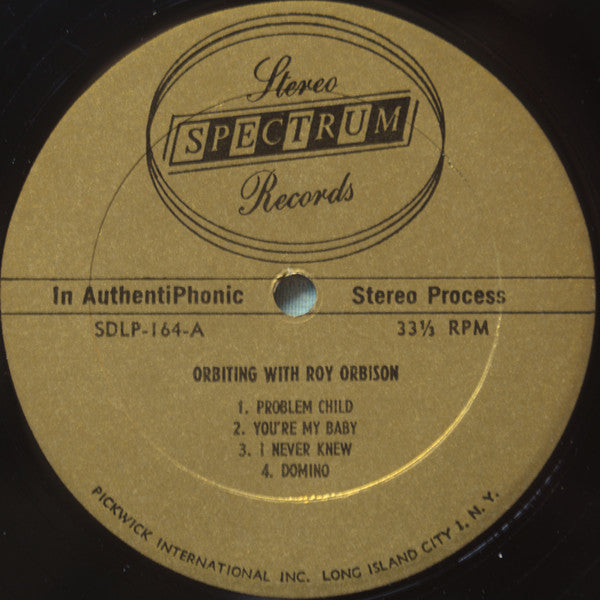 Stereo
SPECTRUM
Records
In AuthentiPhonic Stereo Process
SDLP-164-A 33⅓ RPM
ORBITING WITH ROY ORBISON
1. PROBLEM CHILD
2. YOU'RE MY BABY
3. I NEVER KNEW
4. DOMINO
PICKWICK INTERNATIONAL INC. LONG ISLAND CITY 1, N. Y.